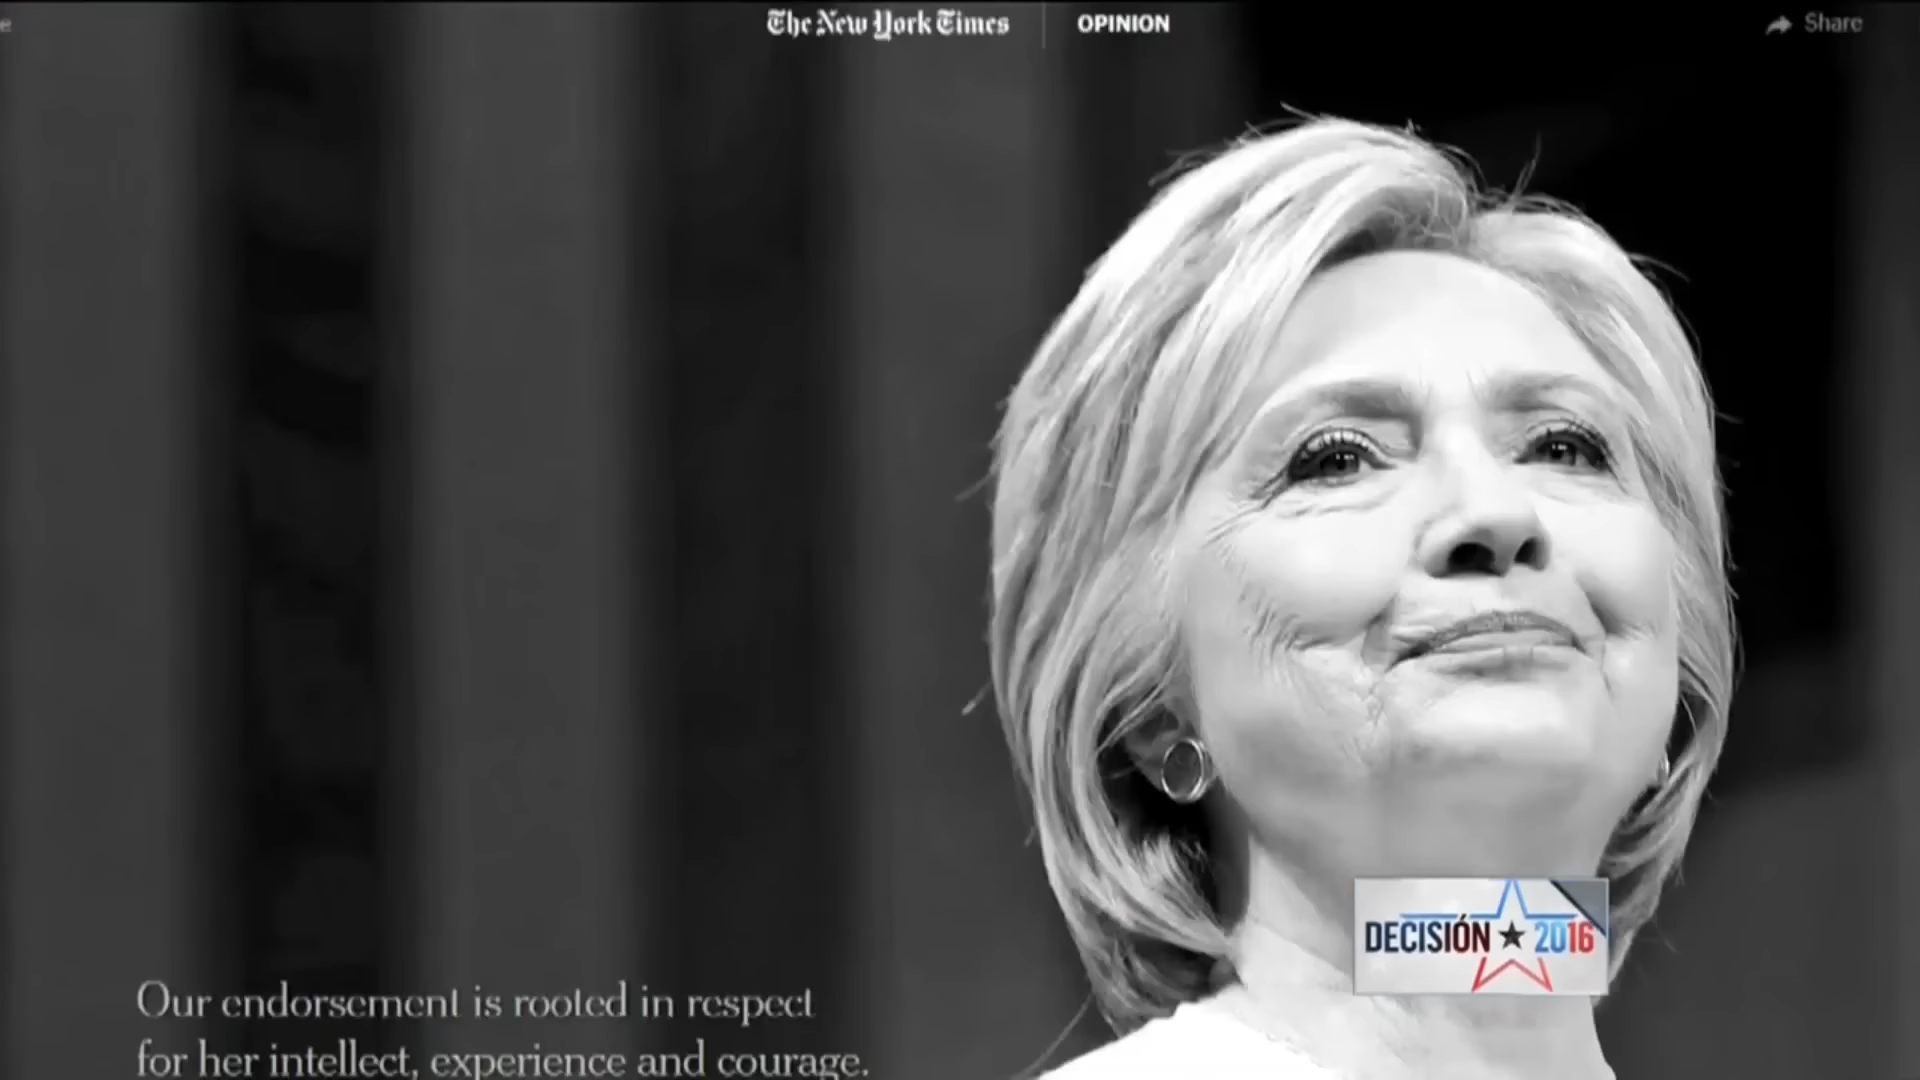 The New York Times
OPINION
Share
DECISIÓN 2016
Our endorsement is rooted in respect
for her intellect, experience and courage.